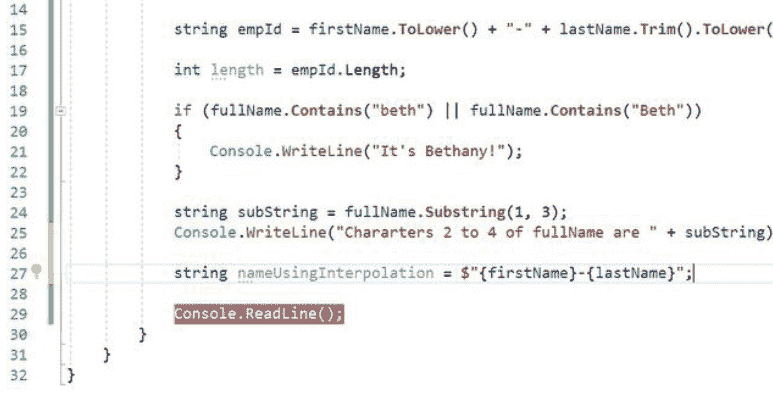 14
15 string empId = firstName.ToLower() + "-" + lastName.Trim().ToLower(
16
17 int length = empId.Length;
18
19 if (fullName.Contains("beth") || fullName.Contains("Beth"))
20 {
21 Console.WriteLine("It's Bethany!");
22 }
23
24 string subString = fullName.Substring(1, 3);
25 Console.WriteLine("Chararters 2 to 4 of fullName are " + subString)
26
27 string nameUsingInterpolation = $"{firstName}-{lastName}";
28
29 Console.ReadLine();
30 }
31 }
32 }